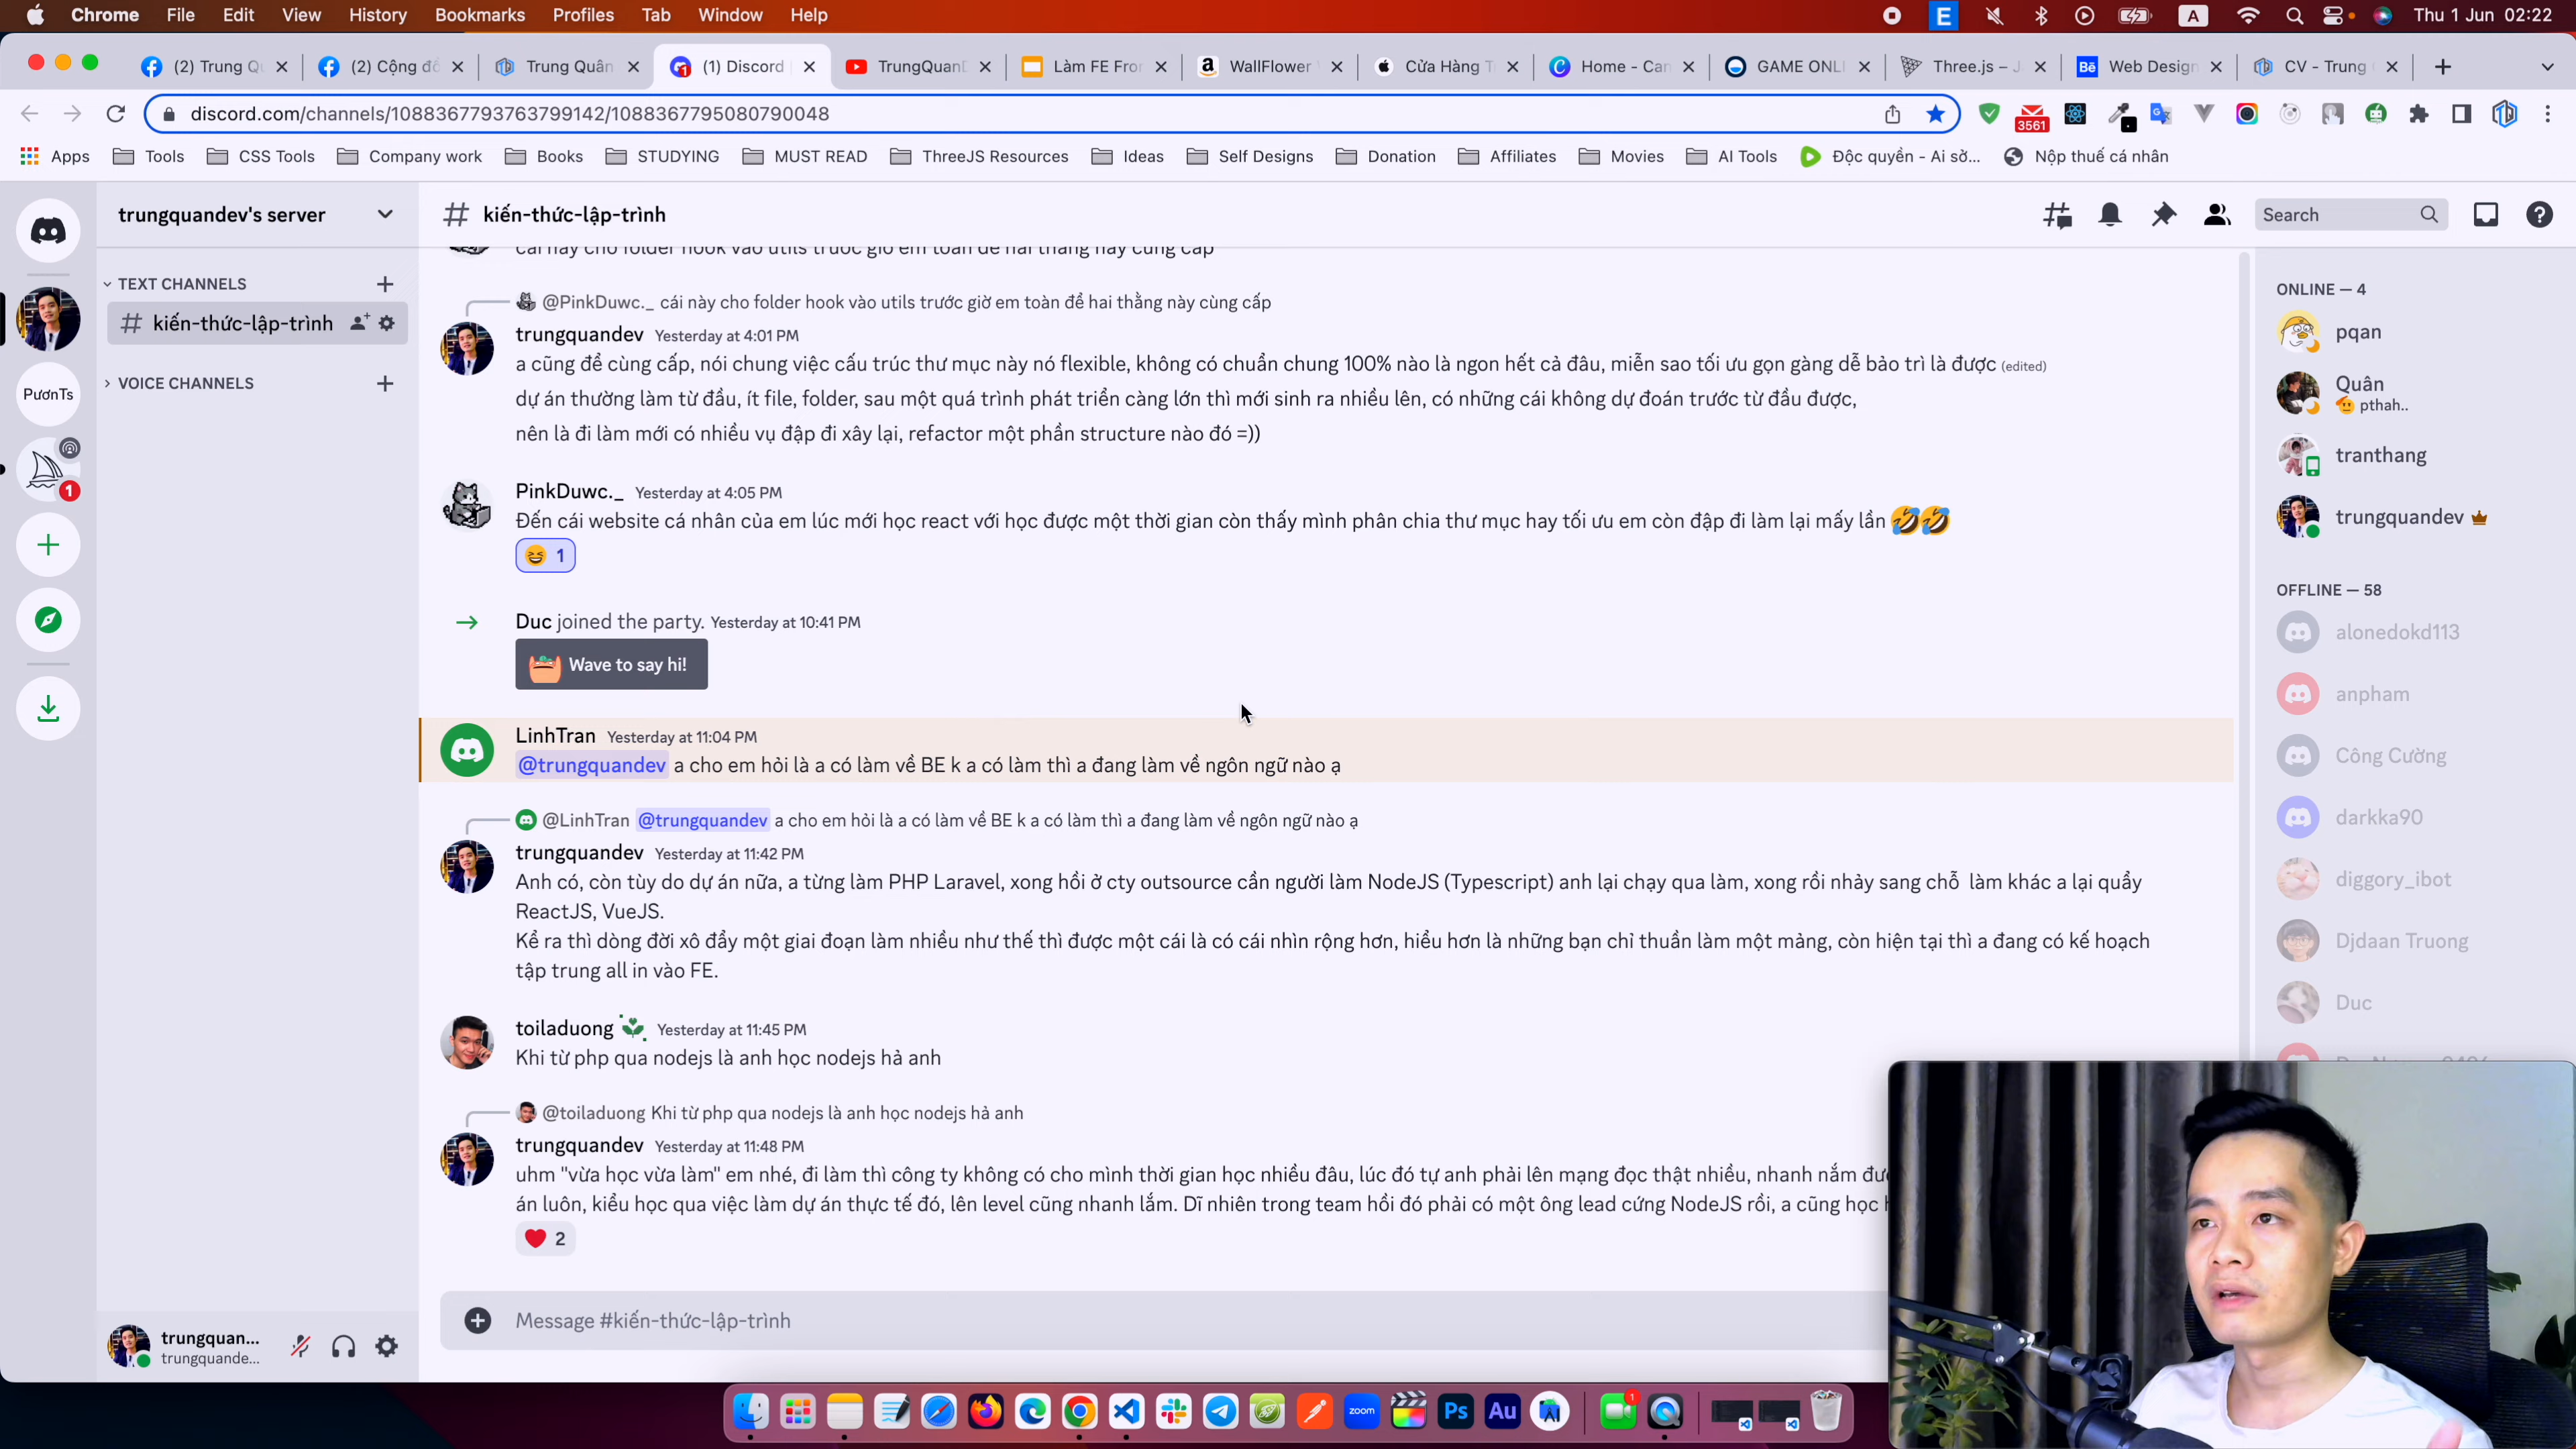 Chrome File Edit View History Bookmarks Profiles Tab Window Help
E A Thu 1 Jun 02:22
(2) Trung Q
(2) Cộng đồ
Trung Quân
(1) Discord
TrungQuanD
Làm FE Fron
WallFlower
Cửa Hàng T
Home - Can
GAME ONLI
Three.js – J
Web Design
CV - Trung
discord.com/channels/1088367793763799142/1088367795080790048
3561
Apps Tools CSS Tools Company work Books STUDYING MUST READ ThreeJS Resources Ideas Self Designs Donation Affiliates Movies AI Tools Độc quyền - Ai sở... Nộp thuế cá nhân
trungquandev's server
TEXT CHANNELS
kiến-thức-lập-trình
VOICE CHANNELS
PươnTs
1
kiến-thức-lập-trình
Search
cái này cho folder hook vào utils trước giờ em toàn để hai thằng này cùng cấp
@PinkDuwc._ cái này cho folder hook vào utils trước giờ em toàn để hai thằng này cùng cấp
trungquandev Yesterday at 4:01 PM
a cũng để cùng cấp, nói chung việc cấu trúc thư mục này nó flexible, không có chuẩn chung 100% nào là ngon hết cả đâu, miễn sao tối ưu gọn gàng dễ bảo trì là được (edited)
dự án thường làm từ đầu, ít file, folder, sau một quá trình phát triển càng lớn thì mới sinh ra nhiều lên, có những cái không dự đoán trước từ đầu được,
nên là đi làm mới có nhiều vụ đập đi xây lại, refactor một phần structure nào đó =))
PinkDuwc._ Yesterday at 4:05 PM
Đến cái website cá nhân của em lúc mới học react với học được một thời gian còn thấy mình phân chia thư mục hay tối ưu em còn đập đi làm lại mấy lần 🤣🤣
😆 1
Duc joined the party. Yesterday at 10:41 PM
Wave to say hi!
LinhTran Yesterday at 11:04 PM
@trungquandev a cho em hỏi là a có làm về BE k a có làm thì a đang làm về ngôn ngữ nào ạ
@LinhTran @trungquandev a cho em hỏi là a có làm về BE k a có làm thì a đang làm về ngôn ngữ nào ạ
trungquandev Yesterday at 11:42 PM
Anh có, còn tùy do dự án nữa, a từng làm PHP Laravel, xong hồi ở cty outsource cần người làm NodeJS (Typescript) anh lại chạy qua làm, xong rồi nhảy sang chỗ làm khác a lại quẩy
ReactJS, VueJS.
Kể ra thì dòng đời xô đẩy một giai đoạn làm nhiều như thế thì được một cái là có cái nhìn rộng hơn, hiểu hơn là những bạn chỉ thuần làm một mảng, còn hiện tại thì a đang có kế hoạch
tập trung all in vào FE.
toiladuong Yesterday at 11:45 PM
Khi từ php qua nodejs là anh học nodejs hả anh
@toiladuong Khi từ php qua nodejs là anh học nodejs hả anh
trungquandev Yesterday at 11:48 PM
uhm "vừa học vừa làm" em nhé, đi làm thì công ty không có cho mình thời gian học nhiều đâu, lúc đó tự anh phải lên mạng đọc thật nhiều, nhanh nắm đư
án luôn, kiểu học qua việc làm dự án thực tế đó, lên level cũng nhanh lắm. Dĩ nhiên trong team hồi đó phải có một ông lead cứng NodeJS rồi, a cũng học h
❤️ 2
Message #kiến-thức-lập-trình
trungquan...
trungquande...
ONLINE — 4
pqan
Quân
pthah..
tranthang
trungquandev
OFFLINE — 58
alonedokd113
anpham
Công Cường
darkka90
diggory_ibot
Djdaan Truong
Duc
zoom Ps Au 1